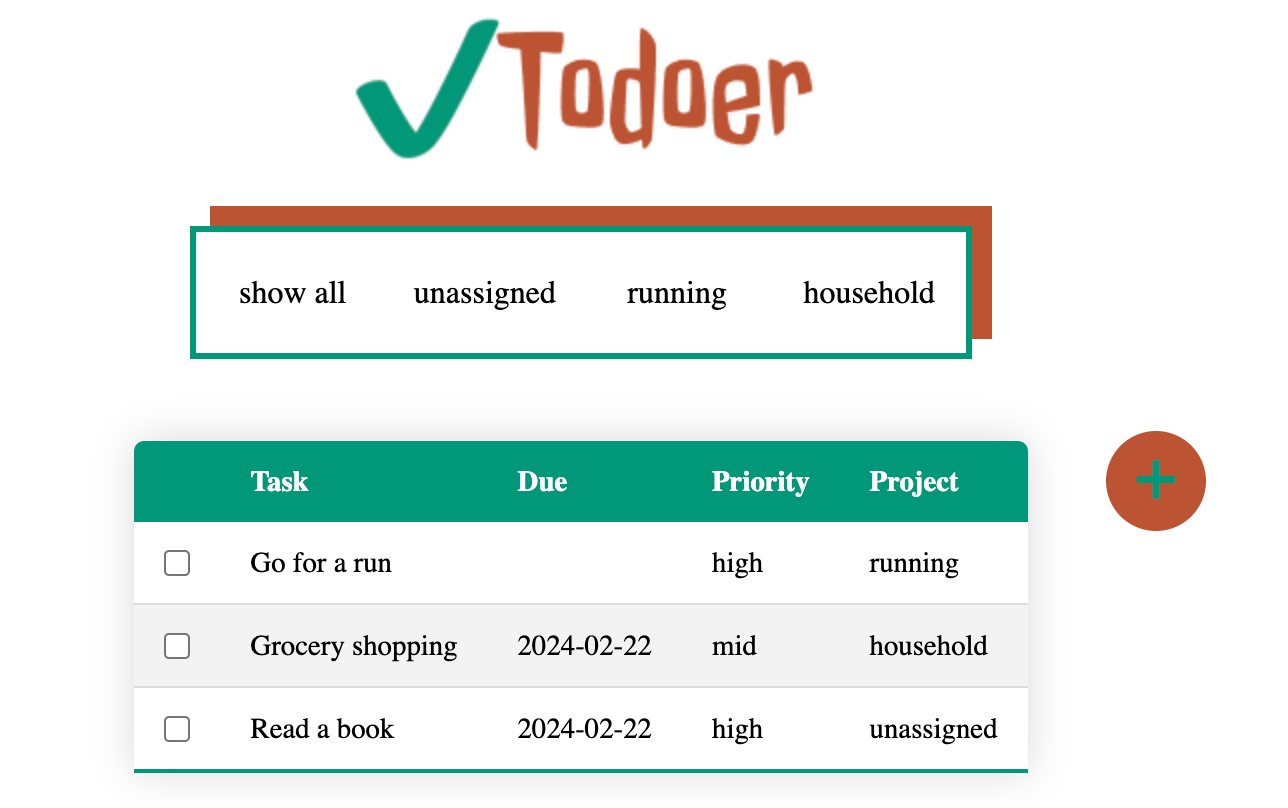 Todoer
show all unassigned running household
Task Due Priority Project
Go for a run high running
Grocery shopping 2024-02-22 mid household
Read a book 2024-02-22 high unassigned